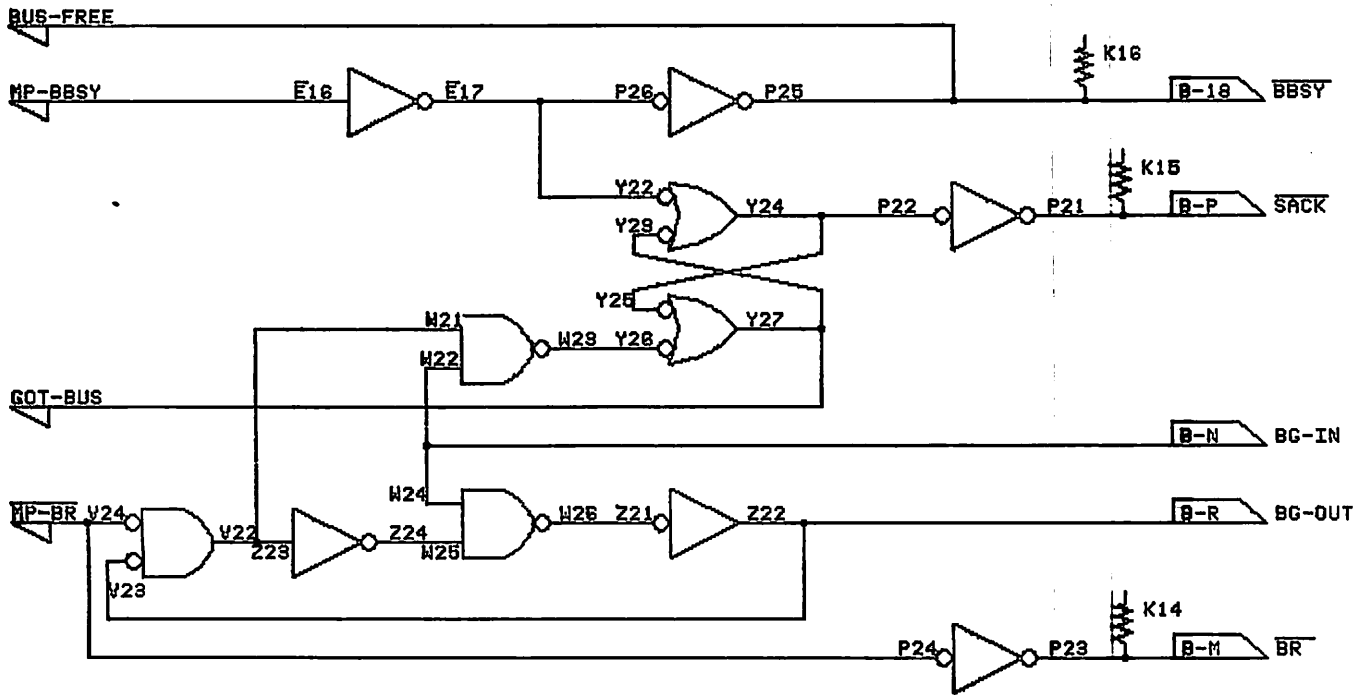 BUS-FREE
K16
MP-BBSY E16 E17 P26 P25 B-18 BBSY
K15
Y22 Y24 P22 P21 B-P SACK
Y23
Y25
W21 Y27
W22 W23 Y26
GOT-BUS
B-N BG-IN
W24
MP-BR V24 W26 Z21 Z22 B-R BG-OUT
V22 Z23 Z24 W25
V23
K14
P24 P23 B-M BR